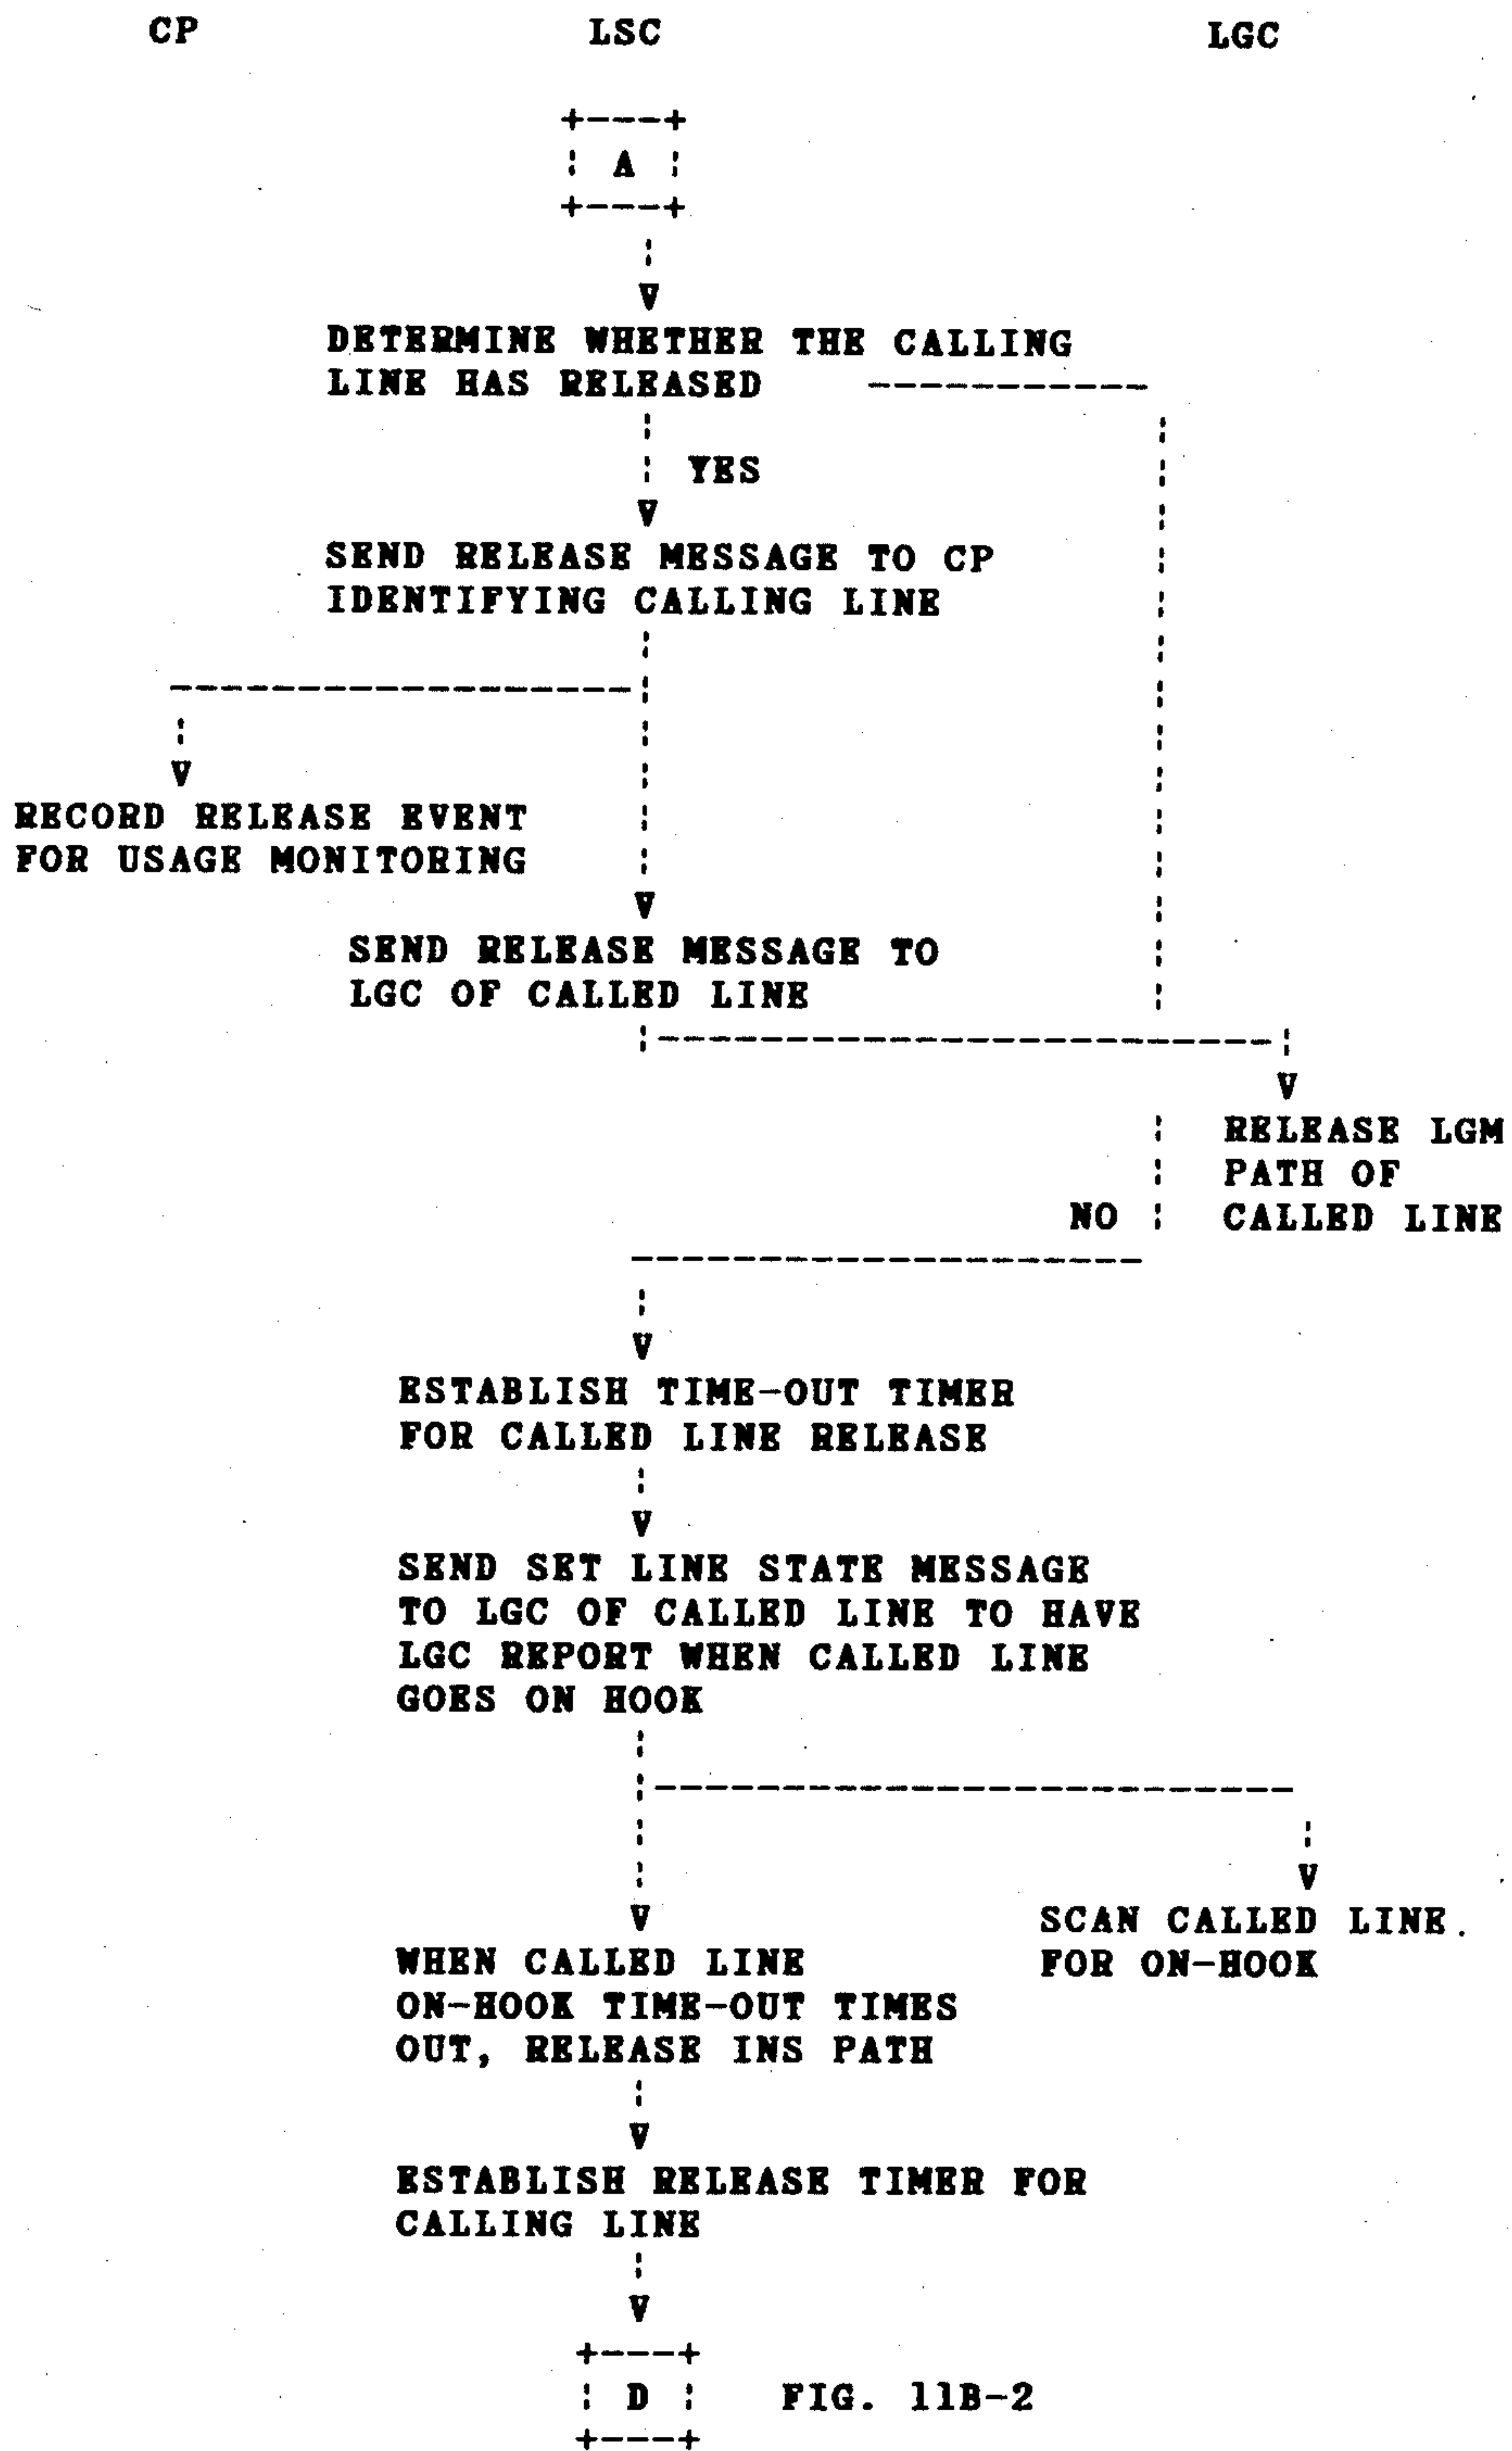 CP LSC LGC
A
DETERMINE WHETHER THE CALLING
LINE HAS RELEASED
YES
SEND RELEASE MESSAGE TO CP
IDENTIFYING CALLING LINE
RECORD RELEASE EVENT
FOR USAGE MONITORING
SEND RELEASE MESSAGE TO
LGC OF CALLED LINE
RELEASE LGM
PATH OF
CALLED LINE
NO
ESTABLISH TIME-OUT TIMER
FOR CALLED LINE RELEASE
SEND SET LINE STATE MESSAGE
TO LGC OF CALLED LINE TO HAVE
LGC REPORT WHEN CALLED LINE
GOES ON HOOK
SCAN CALLED LINE.
FOR ON-HOOK
WHEN CALLED LINE
ON-HOOK TIME-OUT TIMES
OUT, RELEASE INS PATH
ESTABLISH RELEASE TIMER FOR
CALLING LINE
D
FIG. 11B-2